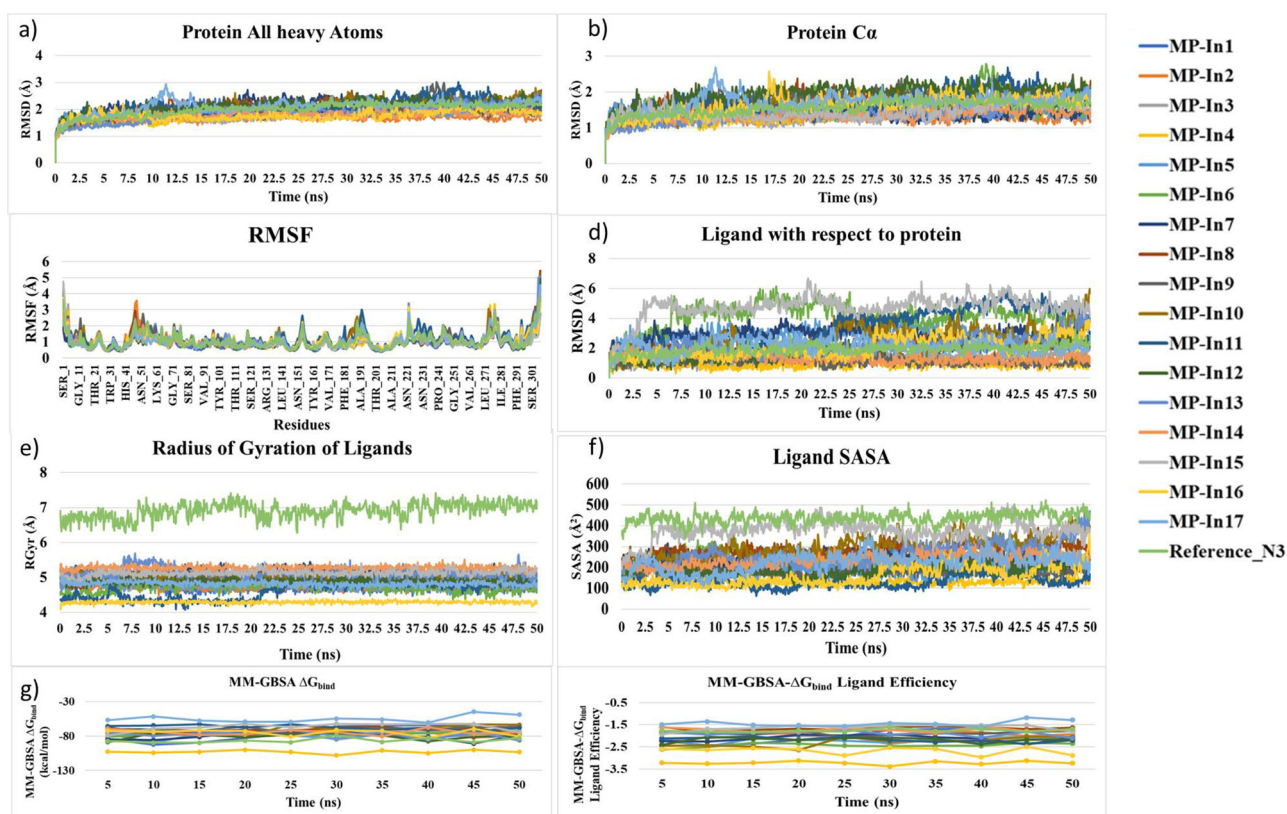 a)
Protein All heavy Atoms
RMSD (Å)
4
3
2
1
0
0 2.5 5 7.5 10 12.5 15 17.5 20 22.5 25 27.5 30 32.5 35 37.5 40 42.5 45 47.5 50
Time (ns)
b)
Protein Cα
RMSD (Å)
3
2
1
0
0 2.5 5 7.5 10 12.5 15 17.5 20 22.5 25 27.5 30 32.5 35 37.5 40 42.5 45 47.5 50
Time (ns)
RMSF
RMSF (Å)
6
5
4
3
2
1
0
SER_1 GLY_11 THR_21 TRP_31 HIS_41 ASN_51 LYS_61 GLY_71 SER_81 VAL_91 TYR_101 THR_111 SER_121 ARG_131 LEU_141 ASN_151 TYR_161 VAL_171 PHE_181 ALA_191 THR_201 ALA_211 ASN_221 ASN_231 PRO_241 GLY_251 VAL_261 LEU_271 ILE_281 PHE_291 SER_301
Residues
d)
Ligand with respect to protein
RMSD (Å)
8
6
4
2
0
0 2.5 5 7.5 10 12.5 15 17.5 20 22.5 25 27.5 30 32.5 35 37.5 40 42.5 45 47.5 50
Time (ns)
e)
Radius of Gyration of Ligands
RGyr (Å)
8
7
6
5
4
0 2.5 5 7.5 10 12.5 15 17.5 20 22.5 25 27.5 30 32.5 35 37.5 40 42.5 45 47.5 50
Time (ns)
f)
Ligand SASA
SASA (Å²)
600
500
400
300
200
100
0
0 2.5 5 7.5 10 12.5 15 17.5 20 22.5 25 27.5 30 32.5 35 37.5 40 42.5 45 47.5 50
Time (ns)
g)
MM-GBSA ΔGbind
MM-GBSA ΔGbind
(kcal/mol)
-30
-80
-130
5 10 15 20 25 30 35 40 45 50
Time (ns)
MM-GBSA-ΔGbind Ligand Efficiency
MM-GBSA-ΔGbind
Ligand Efficiency
-0.5
-1.5
-2.5
-3.5
5 10 15 20 25 30 35 40 45 50
Time (ns)
MP-In1
MP-In2
MP-In3
MP-In4
MP-In5
MP-In6
MP-In7
MP-In8
MP-In9
MP-In10
MP-In11
MP-In12
MP-In13
MP-In14
MP-In15
MP-In16
MP-In17
Reference_N3